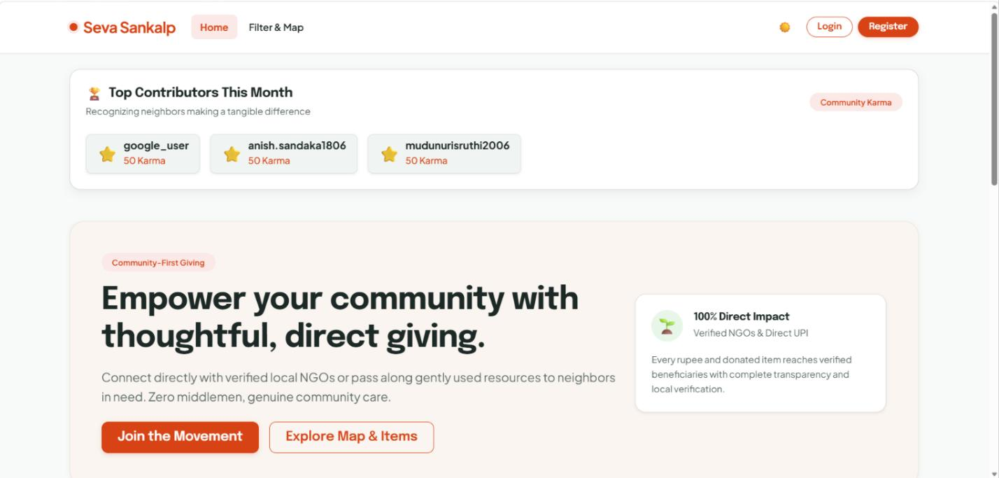 Seva Sankalp
Home
Filter & Map
Login
Register
Top Contributors This Month
Recognizing neighbors making a tangible difference
Community Karma
google_user
50 Karma
anish.sandaka1806
50 Karma
mudunurisruthi2006
50 Karma
Community-First Giving
Empower your community with
thoughtful, direct giving.
Connect directly with verified local NGOs or pass along gently used resources to neighbors
in need. Zero middlemen, genuine community care.
Join the Movement
Explore Map & Items
100% Direct Impact
Verified NGOs & Direct UPI
Every rupee and donated item reaches verified
beneficiaries with complete transparency and
local verification.